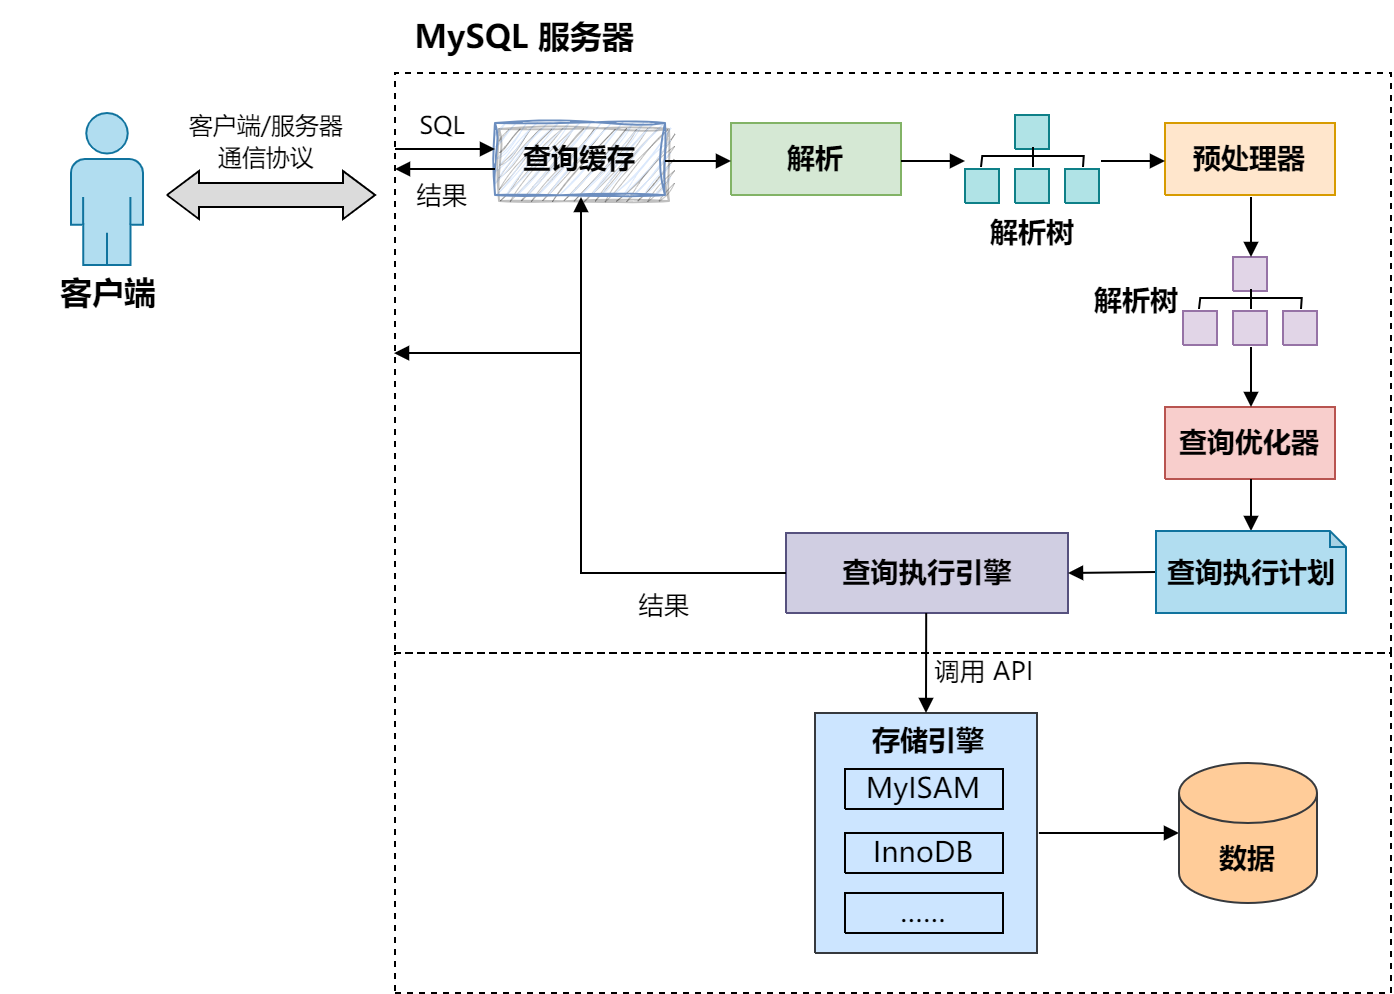 MySQL 服务器
客户端/服务器
通信协议
客户端
SQL
结果
查询缓存
解析
解析树
预处理器
解析树
查询优化器
查询执行计划
查询执行引擎
结果
调用 API
存储引擎
MyISAM
InnoDB
......
数据